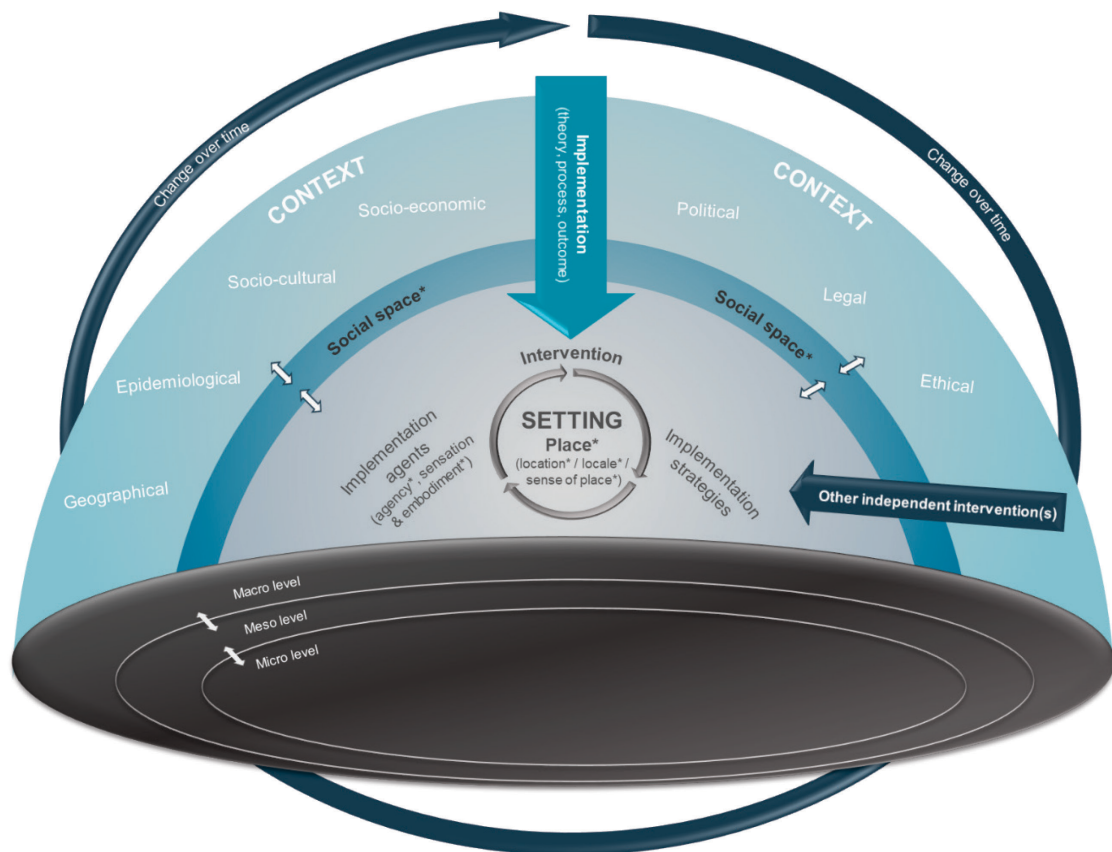 Change over time
Change over time
CONTEXT
CONTEXT
Implementation
(theory, process, outcome)
Socio-economic
Political
Socio-cultural
Legal
Social space*
Social space*
Epidemiological
Ethical
Geographical
Intervention
SETTING
Place*
(location* / locale* /
sense of place*)
Implementation
agents
(agency*, sensation
& embodiment*)
Implementation
strategies
Other independent intervention(s)
Macro level
Meso level
Micro level